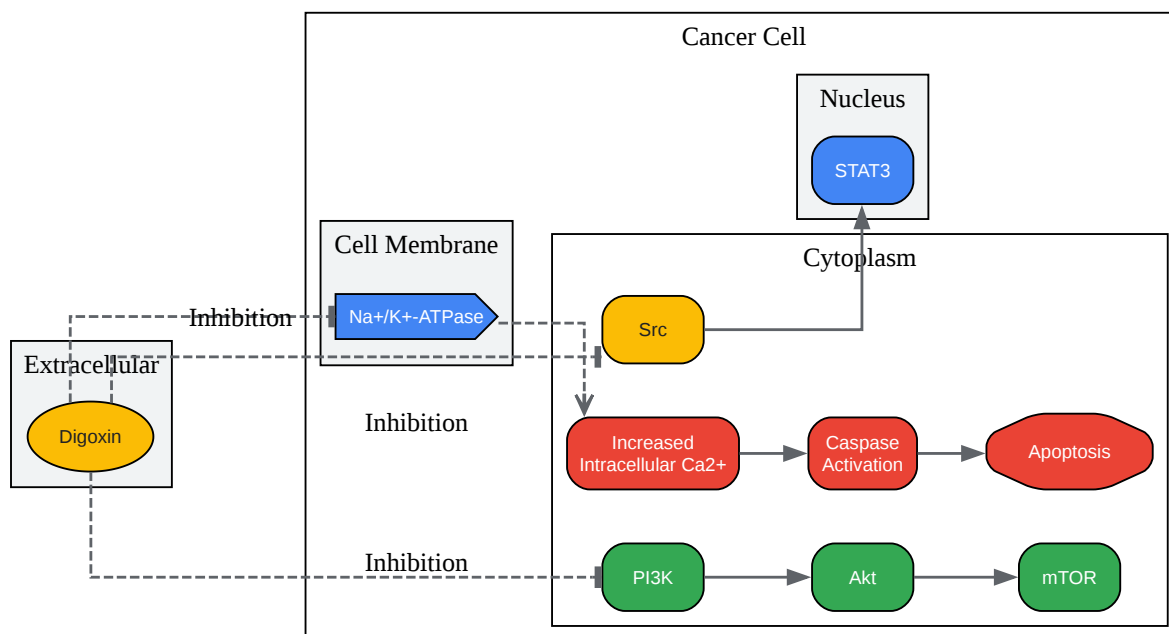 Cancer Cell
Nucleus
STAT3
Cell Membrane
Cytoplasm
Inhibition
Na+/K+-ATPase
Src
Extracellular
Digoxin
Inhibition
Increased
Intracellular Ca2+
Caspase
Activation
Apoptosis
Inhibition
PI3K
Akt
mTOR